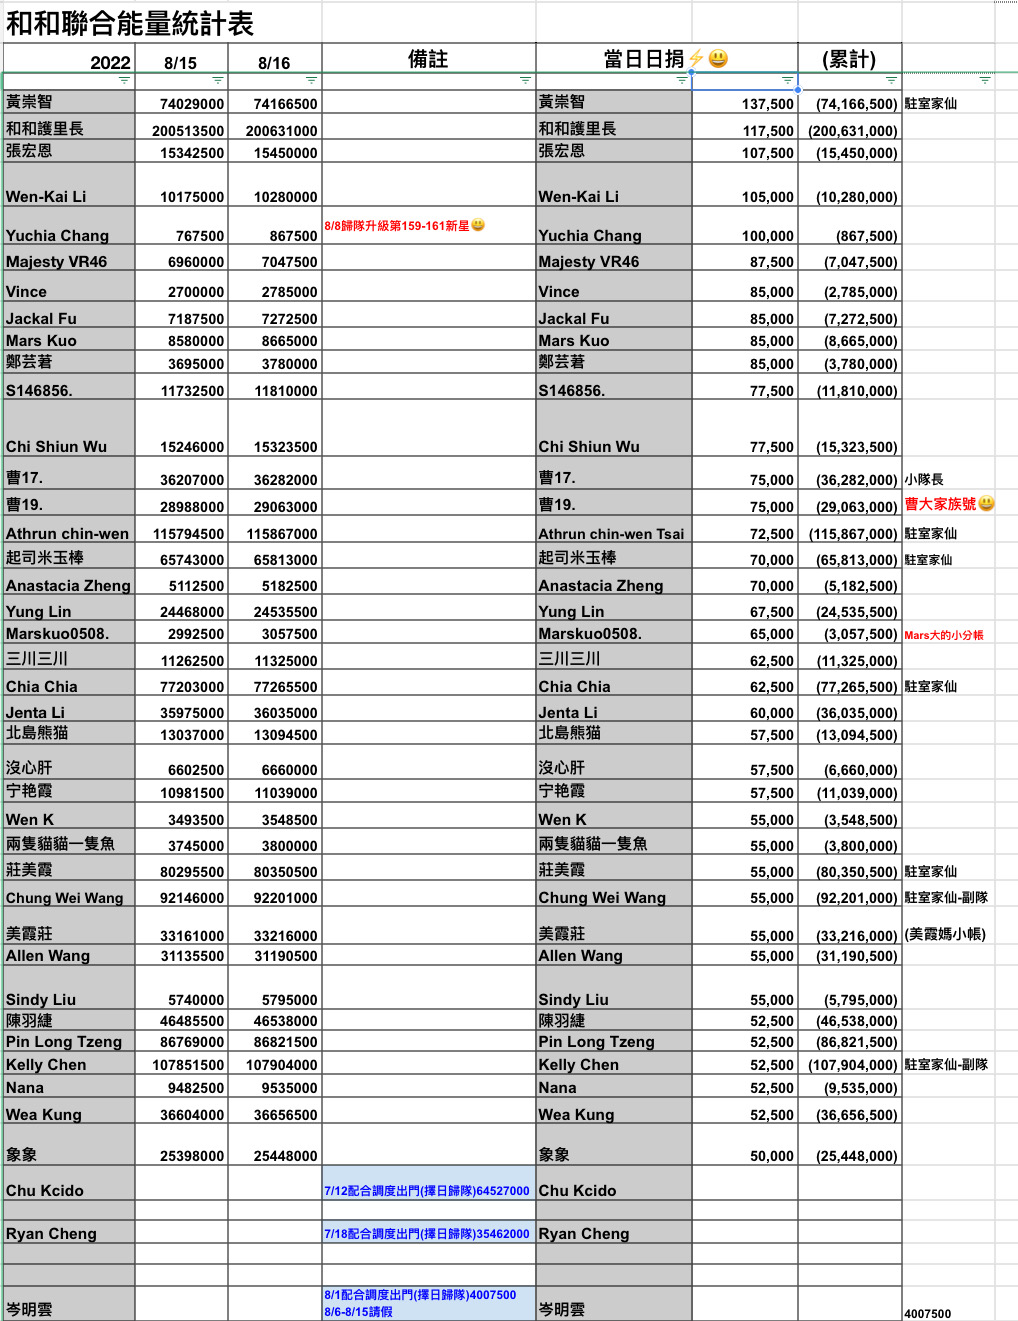 和和聯合能量統計表
2022 8/15 8/16 備註 當日日捐⚡😃 (累計)
黃崇智 74029000 74166500 黃崇智 137,500 (74,166,500) 駐室家仙
和和護里長 200513500 200631000 和和護里長 117,500 (200,631,000)
張宏恩 15342500 15450000 張宏恩 107,500 (15,450,000)
Wen-Kai Li 10175000 10280000 Wen-Kai Li 105,000 (10,280,000)
Yuchia Chang 767500 867500 8/8歸隊升級第159-161新星😃 Yuchia Chang 100,000 (867,500)
Majesty VR46 6960000 7047500 Majesty VR46 87,500 (7,047,500)
Vince 2700000 2785000 Vince 85,000 (2,785,000)
Jackal Fu 7187500 7272500 Jackal Fu 85,000 (7,272,500)
Mars Kuo 8580000 8665000 Mars Kuo 85,000 (8,665,000)
鄭芸莙 3695000 3780000 鄭芸莙 85,000 (3,780,000)
S146856. 11732500 11810000 S146856. 77,500 (11,810,000)
Chi Shiun Wu 15246000 15323500 Chi Shiun Wu 77,500 (15,323,500)
曹17. 36207000 36282000 曹17. 75,000 (36,282,000) 小隊長
曹19. 28988000 29063000 曹19. 75,000 (29,063,000) 曹大家族號😃
Athrun chin-wen 115794500 115867000 Athrun chin-wen Tsai 72,500 (115,867,000) 駐室家仙
起司米玉棒 65743000 65813000 起司米玉棒 70,000 (65,813,000) 駐室家仙
Anastacia Zheng 5112500 5182500 Anastacia Zheng 70,000 (5,182,500)
Yung Lin 24468000 24535500 Yung Lin 67,500 (24,535,500)
Marskuo0508. 2992500 3057500 Marskuo0508. 65,000 (3,057,500) Mars大的小分帳
三川三川 11262500 11325000 三川三川 62,500 (11,325,000)
Chia Chia 77203000 77265500 Chia Chia 62,500 (77,265,500) 駐室家仙
Jenta Li 35975000 36035000 Jenta Li 60,000 (36,035,000)
北島熊猫 13037000 13094500 北島熊猫 57,500 (13,094,500)
沒心肝 6602500 6660000 沒心肝 57,500 (6,660,000)
宁艳霞 10981500 11039000 宁艳霞 57,500 (11,039,000)
Wen K 3493500 3548500 Wen K 55,000 (3,548,500)
兩隻貓貓一隻魚 3745000 3800000 兩隻貓貓一隻魚 55,000 (3,800,000)
莊美霞 80295500 80350500 莊美霞 55,000 (80,350,500) 駐室家仙
Chung Wei Wang 92146000 92201000 Chung Wei Wang 55,000 (92,201,000) 駐室家仙-副隊
美霞莊 33161000 33216000 美霞莊 55,000 (33,216,000) (美霞媽小帳)
Allen Wang 31135500 31190500 Allen Wang 55,000 (31,190,500)
Sindy Liu 5740000 5795000 Sindy Liu 55,000 (5,795,000)
陳羽緁 46485500 46538000 陳羽緁 52,500 (46,538,000)
Pin Long Tzeng 86769000 86821500 Pin Long Tzeng 52,500 (86,821,500)
Kelly Chen 107851500 107904000 Kelly Chen 52,500 (107,904,000) 駐室家仙-副隊
Nana 9482500 9535000 Nana 52,500 (9,535,000)
Wea Kung 36604000 36656500 Wea Kung 52,500 (36,656,500)
象象 25398000 25448000 象象 50,000 (25,448,000)
Chu Kcido 7/12配合調度出門(擇日歸隊)64527000 Chu Kcido
Ryan Cheng 7/18配合調度出門(擇日歸隊)35462000 Ryan Cheng
8/1配合調度出門(擇日歸隊)4007500
岑明雲 8/6-8/15請假 岑明雲 4007500